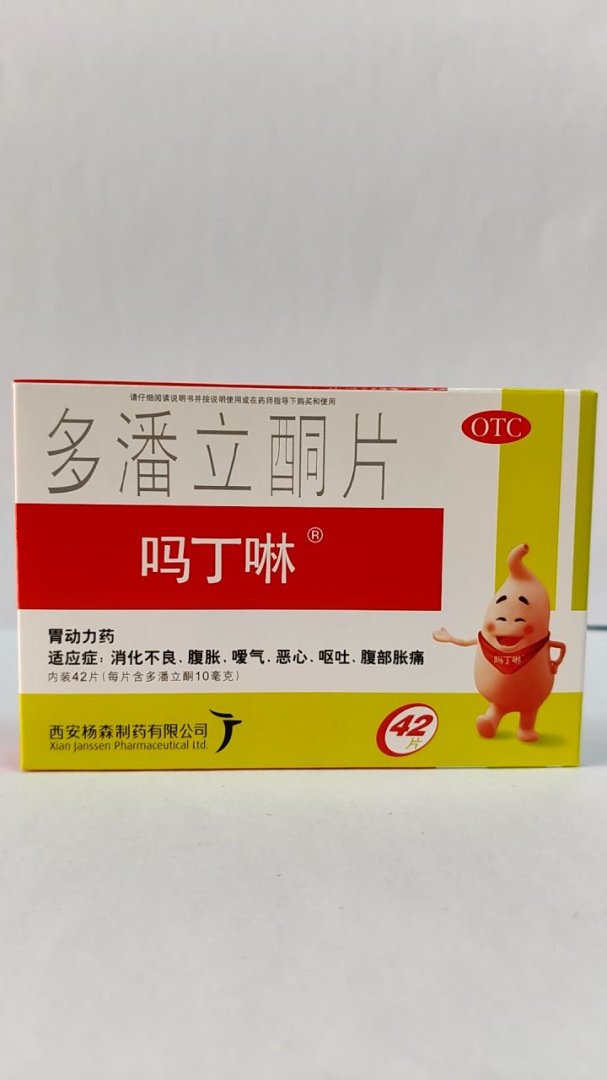 请仔细阅读说明书并按说明使用或在药师指导下购买和使用
多潘立酮片
OTC
吗丁啉®
胃动力药
适应症：消化不良、腹胀、嗳气、恶心、呕吐、腹部胀痛
内装42片(每片含多潘立酮10毫克)
吗丁啉
西安杨森制药有限公司
Xian Janssen Pharmaceutical Ltd.
42
片